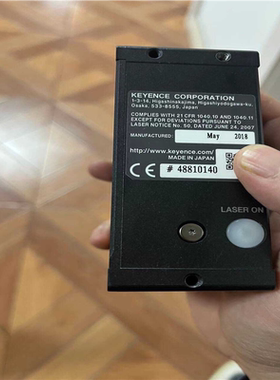 KEYENCE CORPORATION
1-3-14, Higashinakajima, Higashiyodogawa-ku,
Osaka, 533-8555, Japan
COMPLIES WITH 21 CFR 1040.10 AND 1040.11
EXCEPT FOR DEVIATIONS PURSUANT TO
LASER NOTICE No. 50, DATED JUNE 24, 2007
MANUFACTURED: May 2018
http://www.keyence.com/
MADE IN JAPAN
CE # 48810140
LASER ON